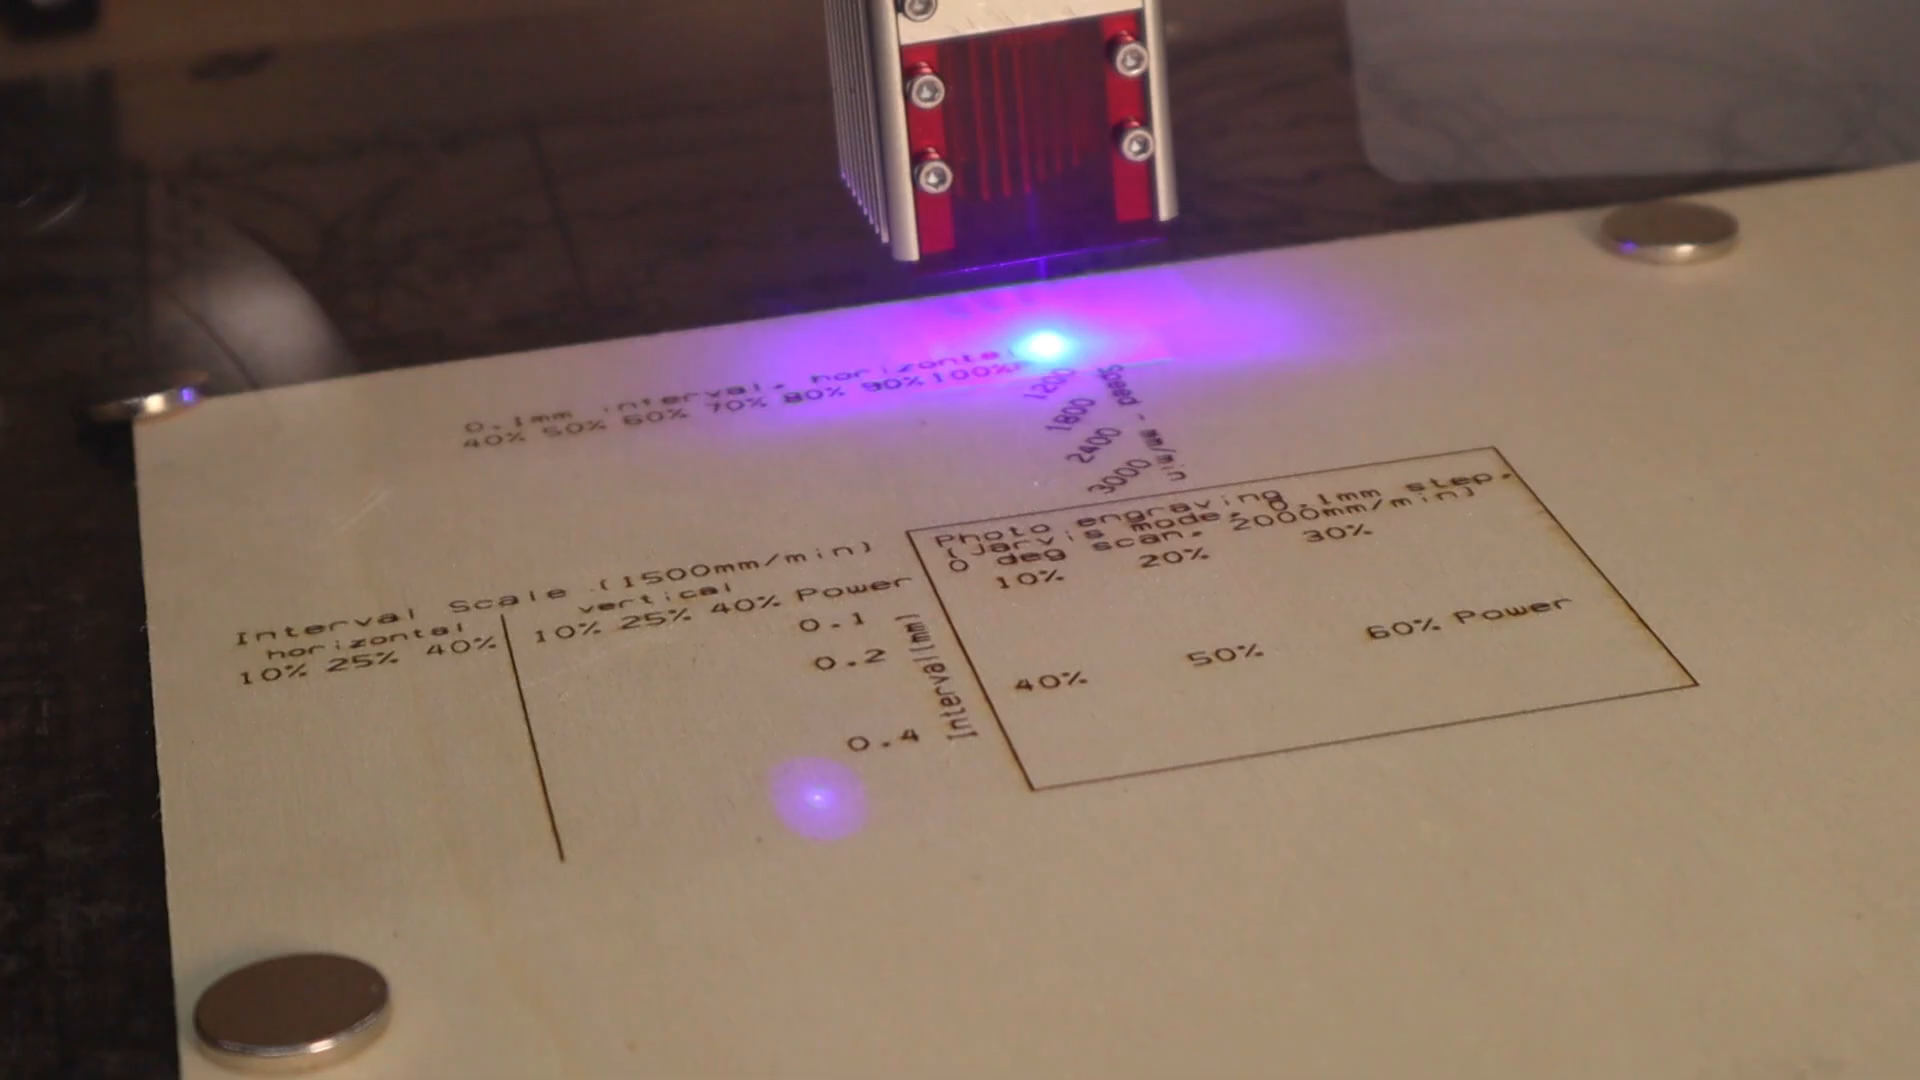 0.1mm interval, horizontal
40% 50% 60% 70% 80% 90% 100%
1200
1800
2400
3000
Speed - mm/min
Interval Scale (1500mm/min)
horizontal
vertical
10% 25% 40%
10% 25% 40% Power
0.1
0.2
0.4
Interval(mm)
Photo engraving
(Jarvis mode, 0.1mm step,
0 deg scan, 2000mm/min)
10% 20% 30%
40% 50% 60% Power